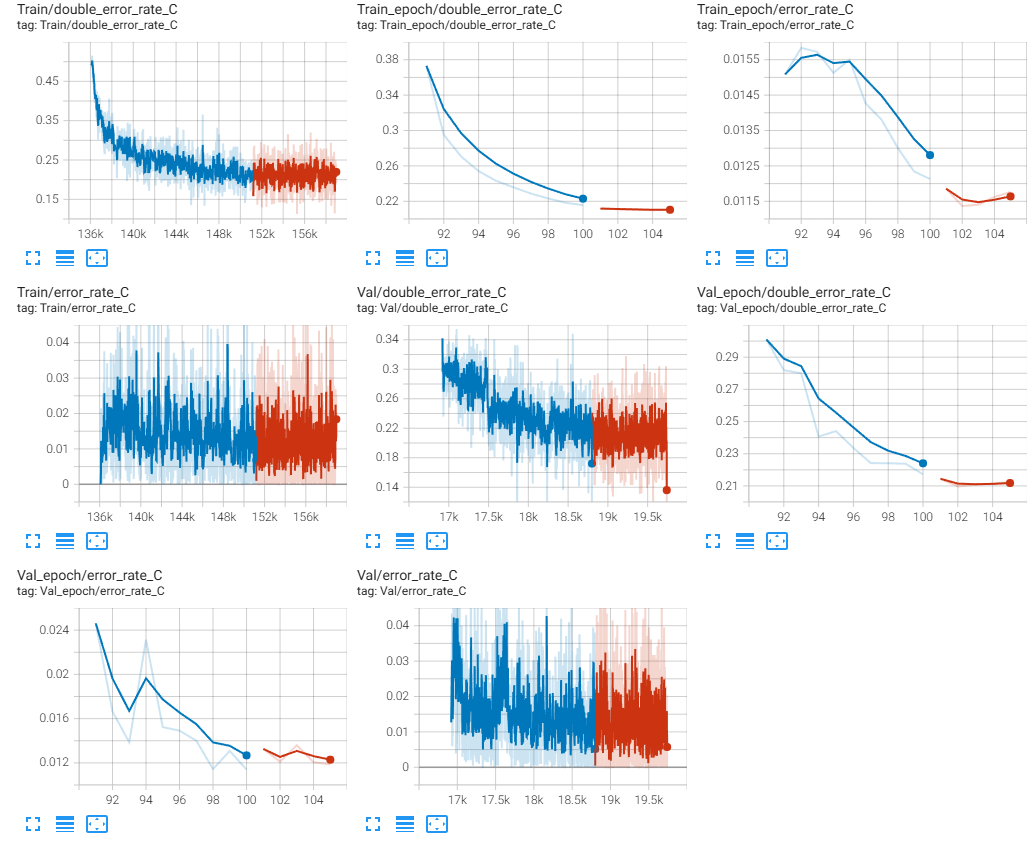 Train/double_error_rate_C
tag: Train/double_error_rate_C
0.45
0.35
0.25
0.15
136k 140k 144k 148k 152k 156k
Train_epoch/double_error_rate_C
tag: Train_epoch/double_error_rate_C
0.38
0.34
0.3
0.26
0.22
92 94 96 98 100 102 104
Train_epoch/error_rate_C
tag: Train_epoch/error_rate_C
0.0155
0.0145
0.0135
0.0125
0.0115
92 94 96 98 100 102 104
Train/error_rate_C
tag: Train/error_rate_C
0.04
0.03
0.02
0.01
0
136k 140k 144k 148k 152k 156k
Val/double_error_rate_C
tag: Val/double_error_rate_C
0.34
0.3
0.26
0.22
0.18
0.14
17k 17.5k 18k 18.5k 19k 19.5k
Val_epoch/double_error_rate_C
tag: Val_epoch/double_error_rate_C
0.29
0.27
0.25
0.23
0.21
92 94 96 98 100 102 104
Val_epoch/error_rate_C
tag: Val_epoch/error_rate_C
0.024
0.02
0.016
0.012
92 94 96 98 100 102 104
Val/error_rate_C
tag: Val/error_rate_C
0.04
0.03
0.02
0.01
0
17k 17.5k 18k 18.5k 19k 19.5k